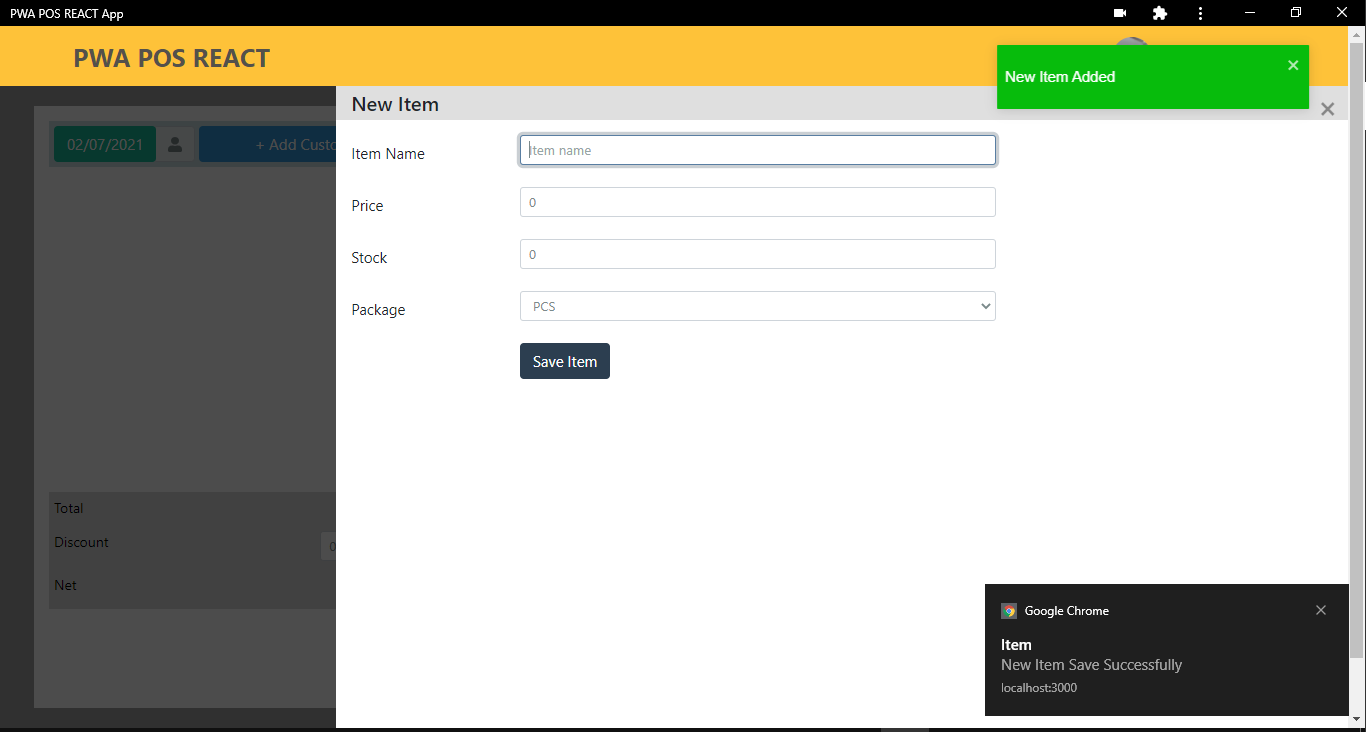 PWA POS REACT App
PWA POS REACT
New Item Added
New Item
02/07/2021
+ Add Custo
Item Name
Item name
Price
0
Stock
0
Package
PCS
Save Item
Total
Discount
0
Net
Google Chrome
Item
New Item Save Successfully
localhost:3000